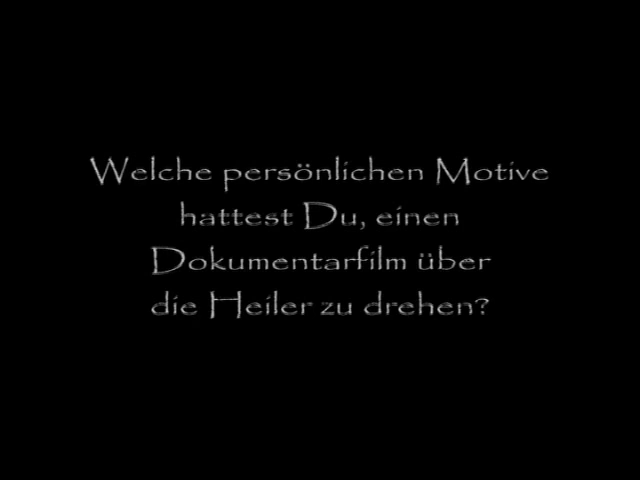 Welche persönlichen Motive
hattest Du, einen
Dokumentarfilm über
die Heiler zu drehen?